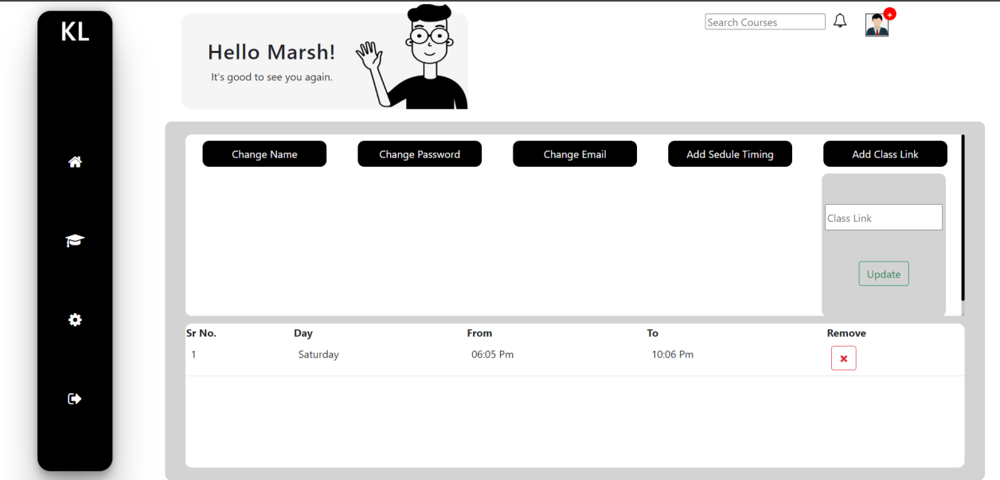 KL
Hello Marsh!
It's good to see you again.
Search Courses
+
Change Name
Change Password
Change Email
Add Sedule Timing
Add Class Link
Class Link
Update
Sr No. Day From To Remove
1 Saturday 06:05 Pm 10:06 Pm